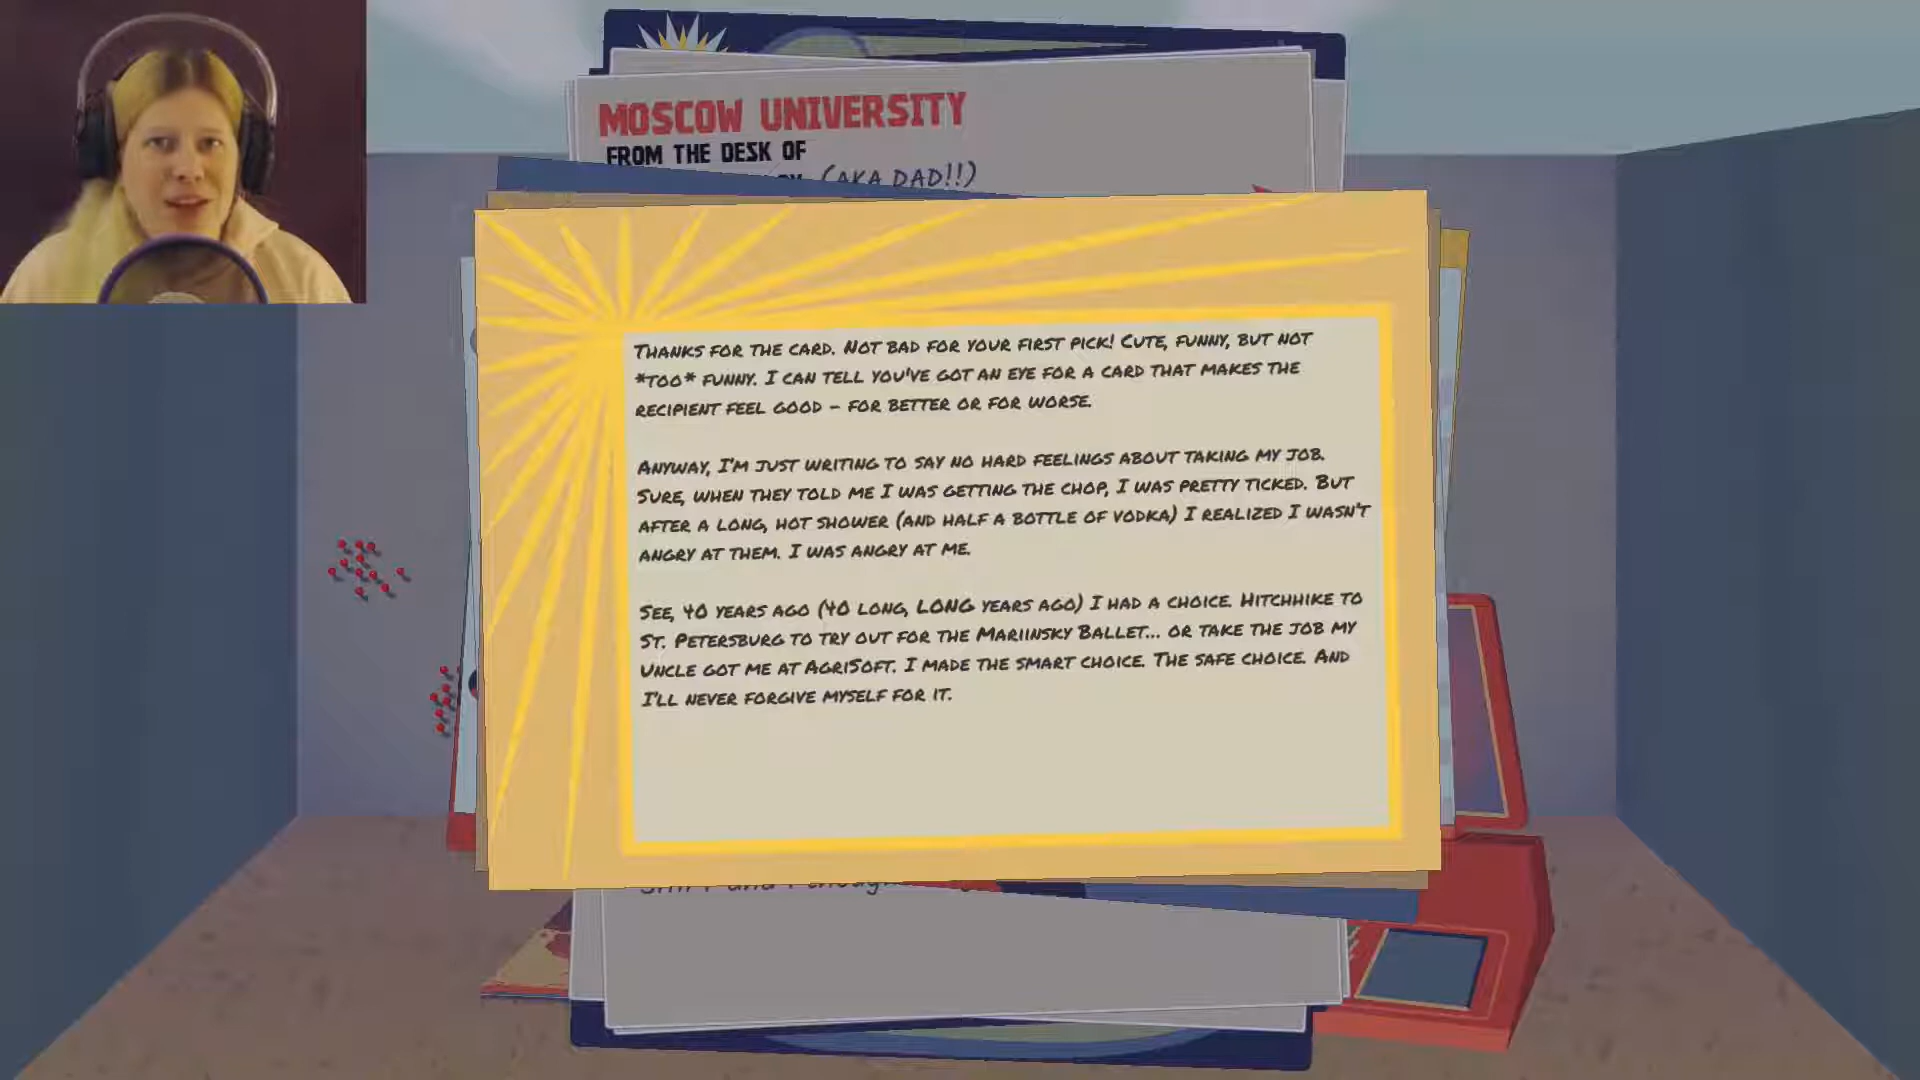 MOSCOW UNIVERSITY
FROM THE DESK OF
(AKA DAD!!)
THANKS FOR THE CARD. NOT BAD FOR YOUR FIRST PICK! CUTE, FUNNY, BUT NOT
*TOO* FUNNY. I CAN TELL YOU'VE GOT AN EYE FOR A CARD THAT MAKES THE
RECIPIENT FEEL GOOD – FOR BETTER OR FOR WORSE.
ANYWAY, I'M JUST WRITING TO SAY NO HARD FEELINGS ABOUT TAKING MY JOB.
SURE, WHEN THEY TOLD ME I WAS GETTING THE CHOP, I WAS PRETTY TICKED. BUT
AFTER A LONG, HOT SHOWER (AND HALF A BOTTLE OF VODKA) I REALIZED I WASN'T
ANGRY AT THEM. I WAS ANGRY AT ME.
SEE, 40 YEARS AGO (40 LONG, LONG YEARS AGO) I HAD A CHOICE. HITCHHIKE TO
ST. PETERSBURG TO TRY OUT FOR THE MARIINSKY BALLET... OR TAKE THE JOB MY
UNCLE GOT ME AT AGRISOFT. I MADE THE SMART CHOICE. THE SAFE CHOICE. AND
I'LL NEVER FORGIVE MYSELF FOR IT.